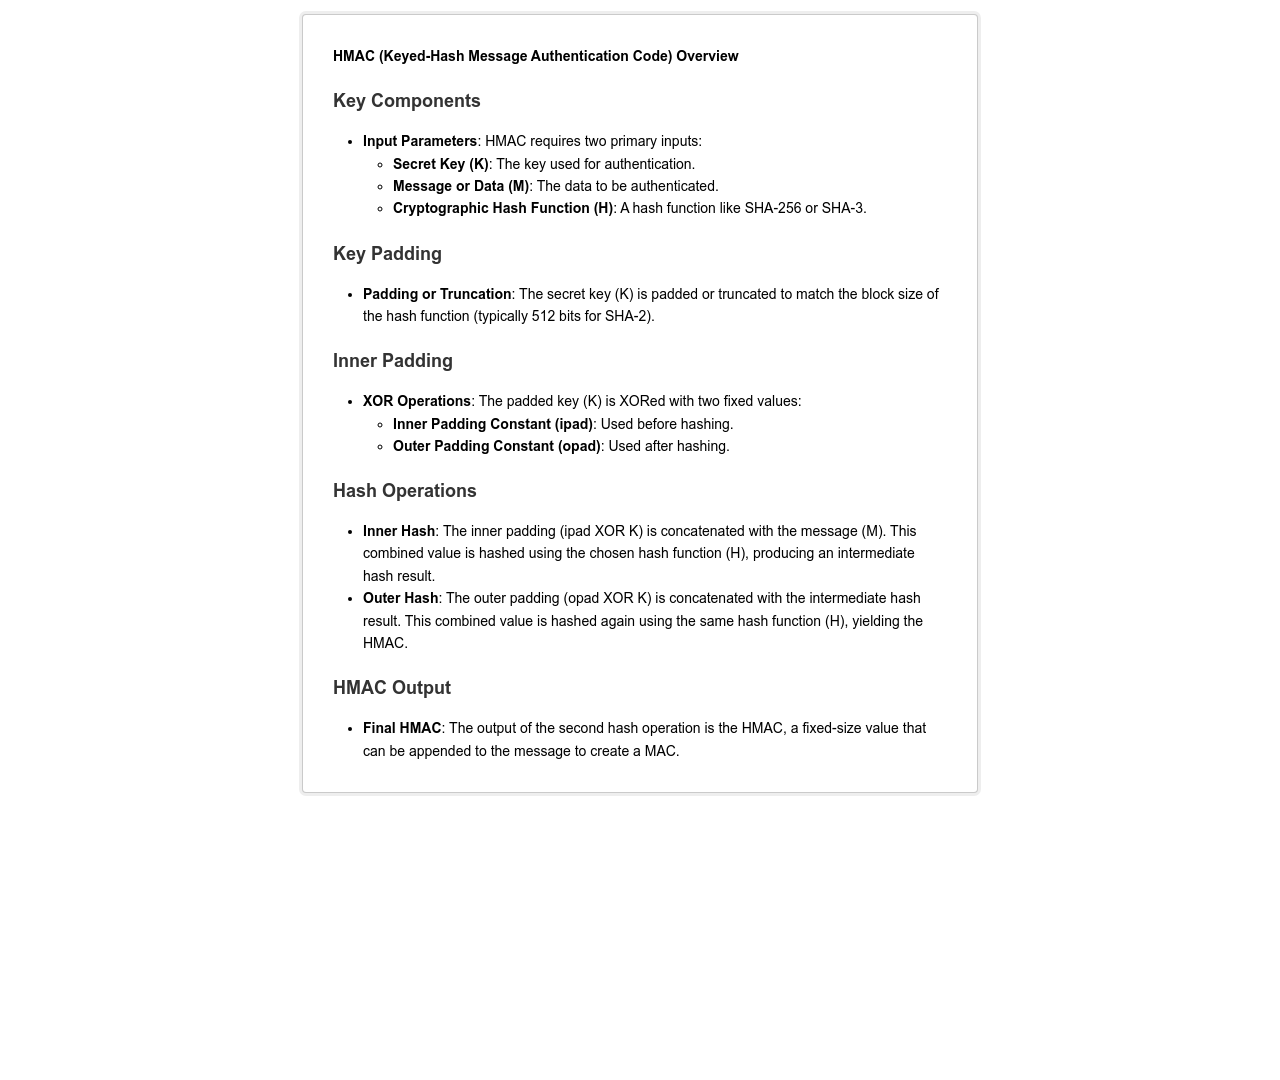 HMAC (Keyed-Hash Message Authentication Code) Overview
Key Components
• Input Parameters: HMAC requires two primary inputs:
◦ Secret Key (K): The key used for authentication.
◦ Message or Data (M): The data to be authenticated.
◦ Cryptographic Hash Function (H): A hash function like SHA-256 or SHA-3.
Key Padding
• Padding or Truncation: The secret key (K) is padded or truncated to match the block size of
the hash function (typically 512 bits for SHA-2).
Inner Padding
• XOR Operations: The padded key (K) is XORed with two fixed values:
◦ Inner Padding Constant (ipad): Used before hashing.
◦ Outer Padding Constant (opad): Used after hashing.
Hash Operations
• Inner Hash: The inner padding (ipad XOR K) is concatenated with the message (M). This
combined value is hashed using the chosen hash function (H), producing an intermediate
hash result.
• Outer Hash: The outer padding (opad XOR K) is concatenated with the intermediate hash
result. This combined value is hashed again using the same hash function (H), yielding the
HMAC.
HMAC Output
• Final HMAC: The output of the second hash operation is the HMAC, a fixed-size value that
can be appended to the message to create a MAC.